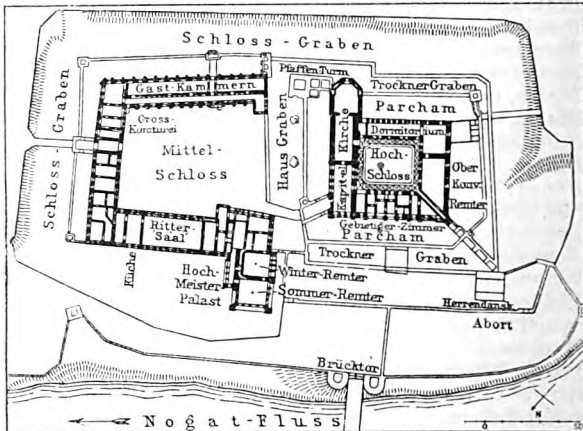 Schloss-Graben
Pfaffen Turm
Trockner Graben
Gast-Kammern
Parcham
Schloss-Graben
Gross-
Mittel-
Schloss
Haus Graben
Kirche
Dormitorium
Hoch-
Schloss
Ober
Konv.
Remter
Kapitel
Ritter-
Saal
Gebietiger-Zimmer
Parcham
Küche
Trockner Graben
Hoch-
Meister
Palast
Winter-Remter
Sommer-Remter
Herrendansk
Abort
Brücktor
Nogat-Fluss
N
0